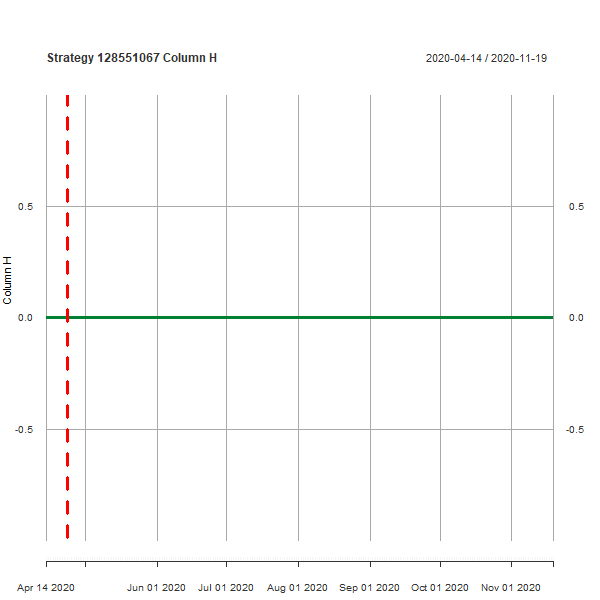 Strategy 128551067 Column H
2020-04-14 / 2020-11-19
0.5
0.5
Column H
0.0
0.0
-0.5
-0.5
Apr 14 2020
Jun 01 2020
Jul 01 2020
Aug 01 2020
Sep 01 2020
Oct 01 2020
Nov 01 2020